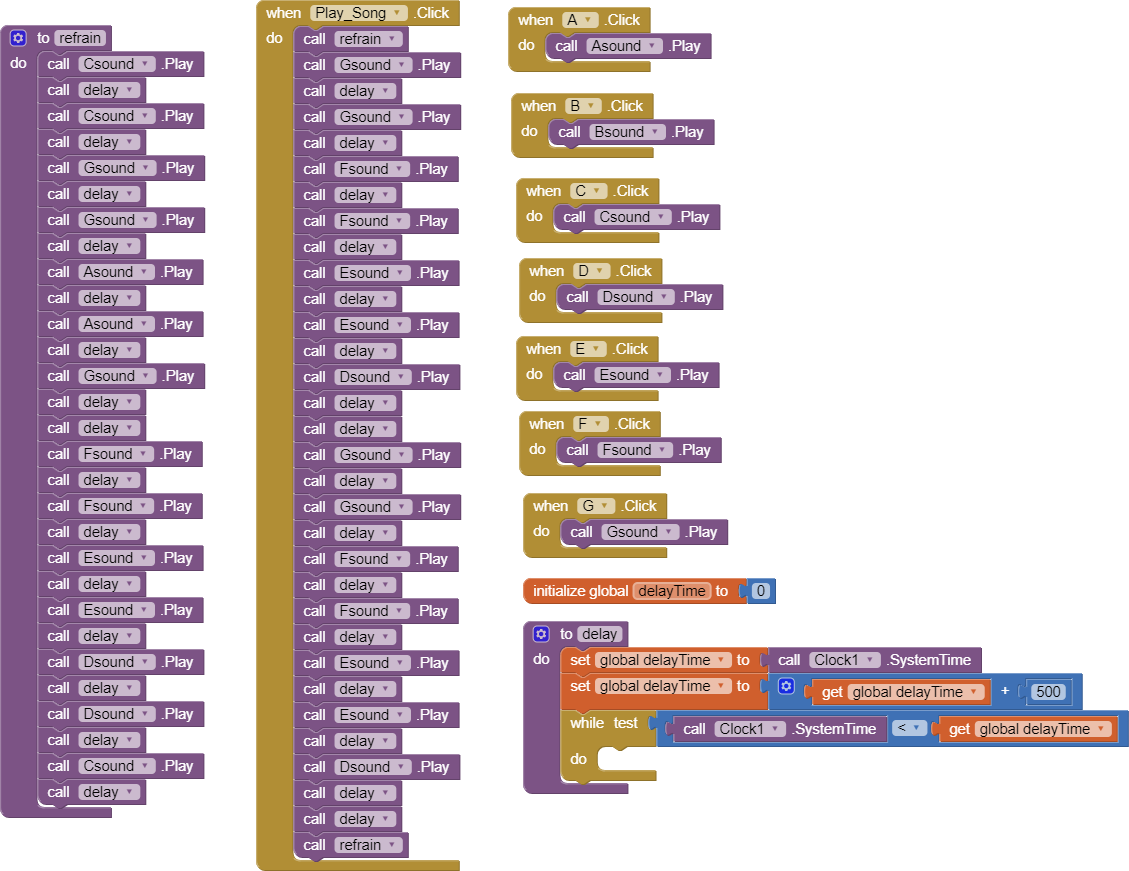 to refrain
do call Csound .Play
call delay
call Csound .Play
call delay
call Gsound .Play
call delay
call Gsound .Play
call delay
call Asound .Play
call delay
call Asound .Play
call delay
call Gsound .Play
call delay
call delay
call Fsound .Play
call delay
call Fsound .Play
call delay
call Esound .Play
call delay
call Esound .Play
call delay
call Dsound .Play
call delay
call Dsound .Play
call delay
call Csound .Play
call delay
when Play_Song .Click
do call refrain
call Gsound .Play
call delay
call Gsound .Play
call delay
call Fsound .Play
call delay
call Fsound .Play
call delay
call Esound .Play
call delay
call Esound .Play
call delay
call Dsound .Play
call delay
call delay
call Gsound .Play
call delay
call Gsound .Play
call delay
call Fsound .Play
call delay
call Fsound .Play
call delay
call Esound .Play
call delay
call Esound .Play
call delay
call Dsound .Play
call delay
call delay
call refrain
when A .Click
do call Asound .Play
when B .Click
do call Bsound .Play
when C .Click
do call Csound .Play
when D .Click
do call Dsound .Play
when E .Click
do call Esound .Play
when F .Click
do call Fsound .Play
when G .Click
do call Gsound .Play
initialize global delayTime to 0
to delay
do set global delayTime to call Clock1 .SystemTime
set global delayTime to get global delayTime + 500
while test call Clock1 .SystemTime < get global delayTime
do